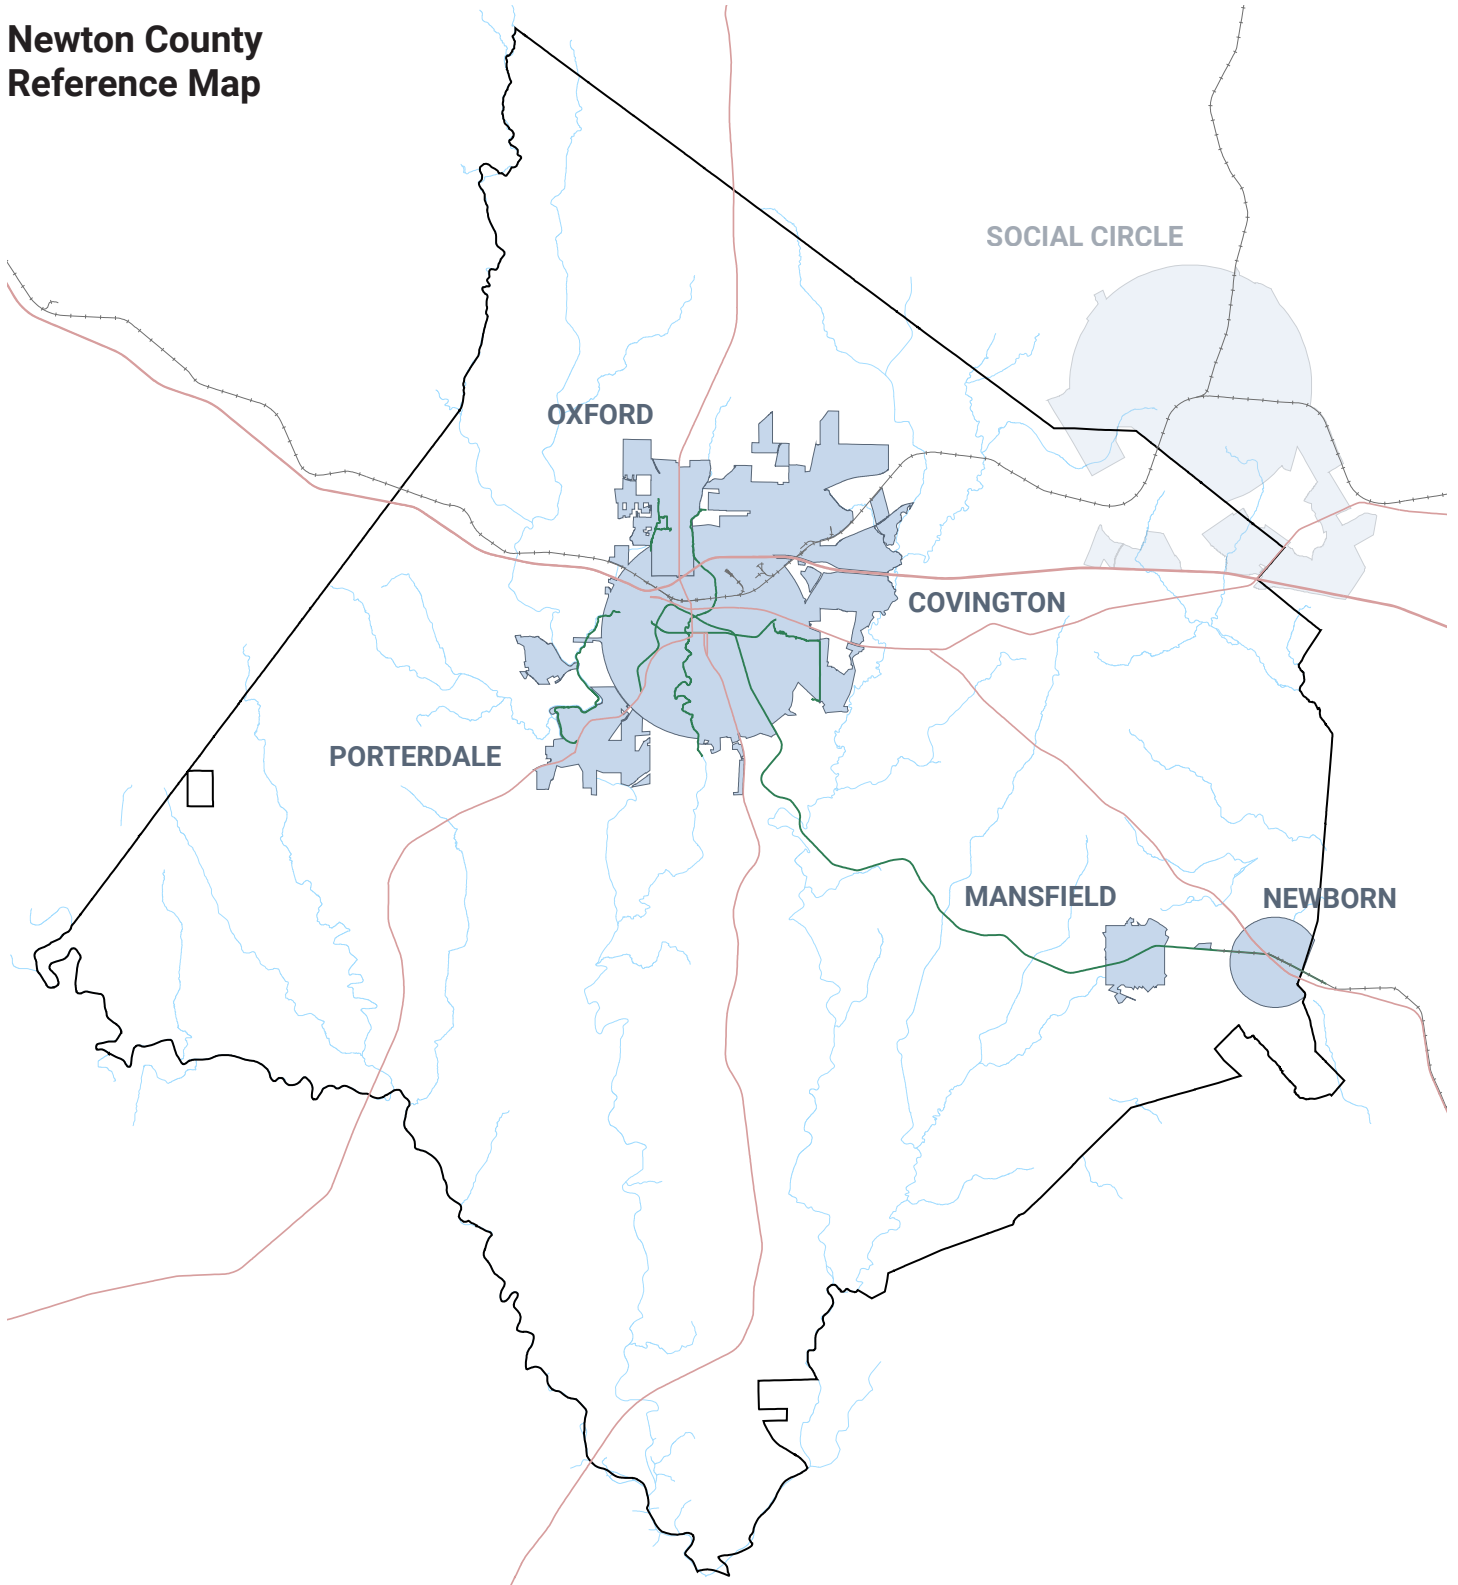 Newton County
Reference Map
SOCIAL CIRCLE
OXFORD
COVINGTON
PORTERDALE
MANSFIELD
NEWBORN